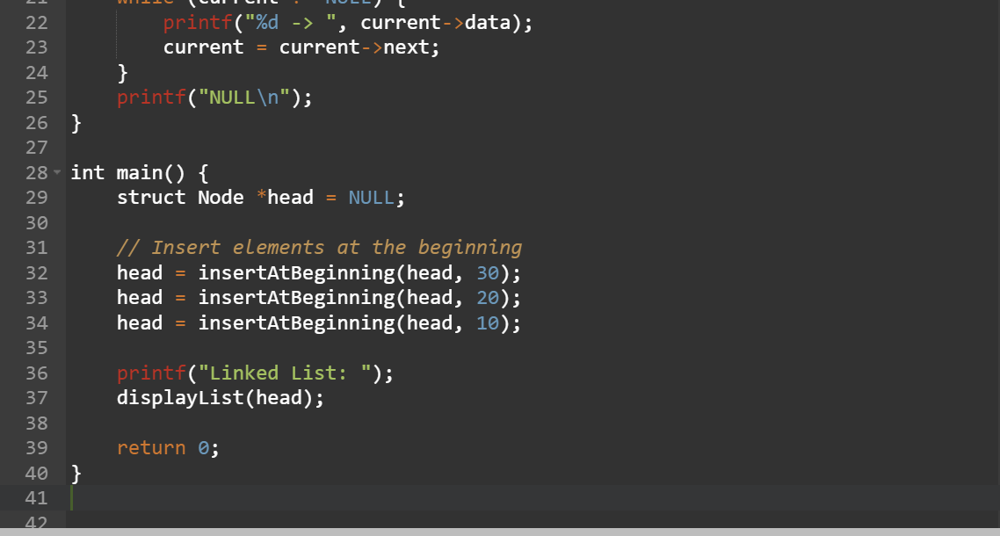 22 printf("%d -> ", current->data);
23 current = current->next;
24 }
25 printf("NULL\n");
26 }
27
28 int main() {
29 struct Node *head = NULL;
30
31 // Insert elements at the beginning
32 head = insertAtBeginning(head, 30);
33 head = insertAtBeginning(head, 20);
34 head = insertAtBeginning(head, 10);
35
36 printf("Linked List: ");
37 displayList(head);
38
39 return 0;
40 }
41
42